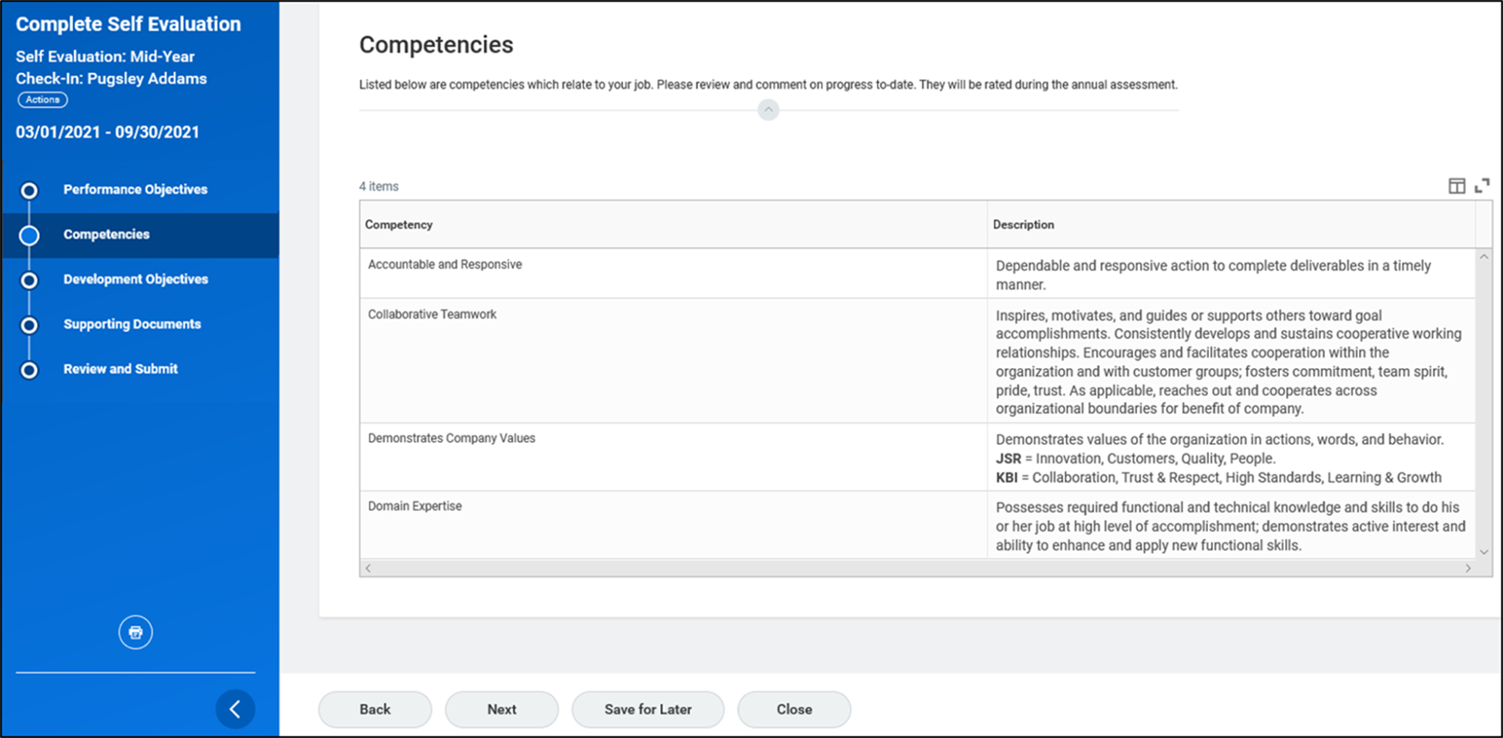 Complete Self Evaluation
Self Evaluation: Mid-Year
Check-In: Pugsley Addams
Actions
03/01/2021 - 09/30/2021
Performance Objectives
Competencies
Development Objectives
Supporting Documents
Review and Submit
Competencies
Listed below are competencies which relate to your job. Please review and comment on progress to-date. They will be rated during the annual assessment.
4 items
Competency
Description
Accountable and Responsive
Dependable and responsive action to complete deliverables in a timely
manner.
Collaborative Teamwork
Inspires, motivates, and guides or supports others toward goal
accomplishments. Consistently develops and sustains cooperative working
relationships. Encourages and facilitates cooperation within the
organization and with customer groups; fosters commitment, team spirit,
pride, trust. As applicable, reaches out and cooperates across
organizational boundaries for benefit of company.
Demonstrates Company Values
Demonstrates values of the organization in actions, words, and behavior.
JSR = Innovation, Customers, Quality, People.
KBI = Collaboration, Trust & Respect, High Standards, Learning & Growth
Domain Expertise
Possesses required functional and technical knowledge and skills to do his
or her job at high level of accomplishment; demonstrates active interest and
ability to enhance and apply new functional skills.
Back
Next
Save for Later
Close